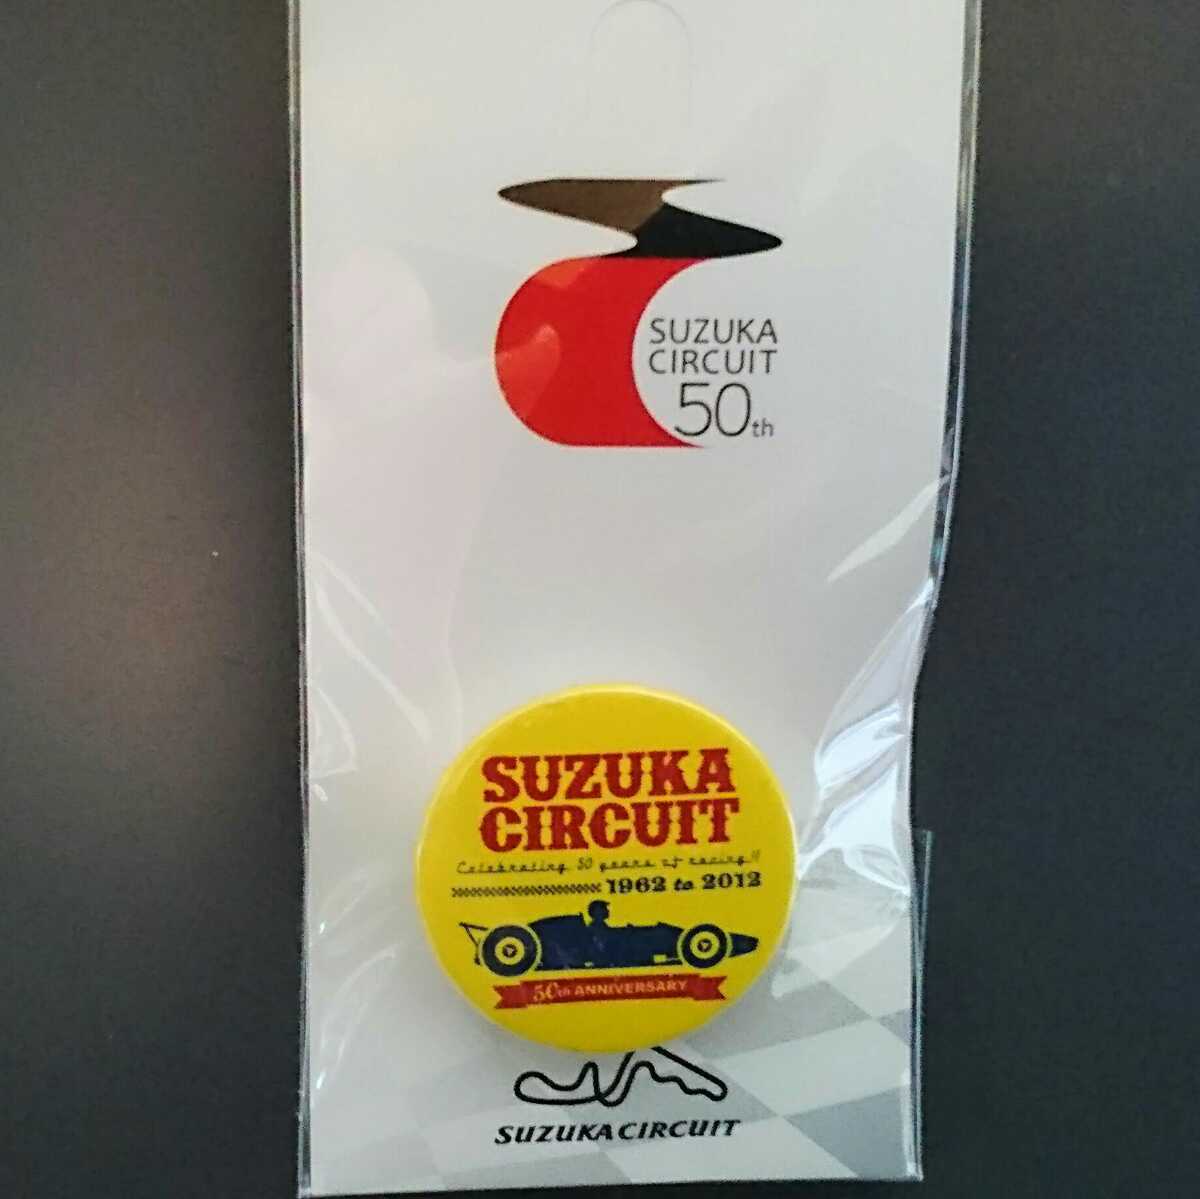 SUZUKA
CIRCUIT
50th
SUZUKA
CIRCUIT
Celebrating 50 years of racing!!
1962 to 2012
50th ANNIVERSARY
SUZUKA CIRCUIT